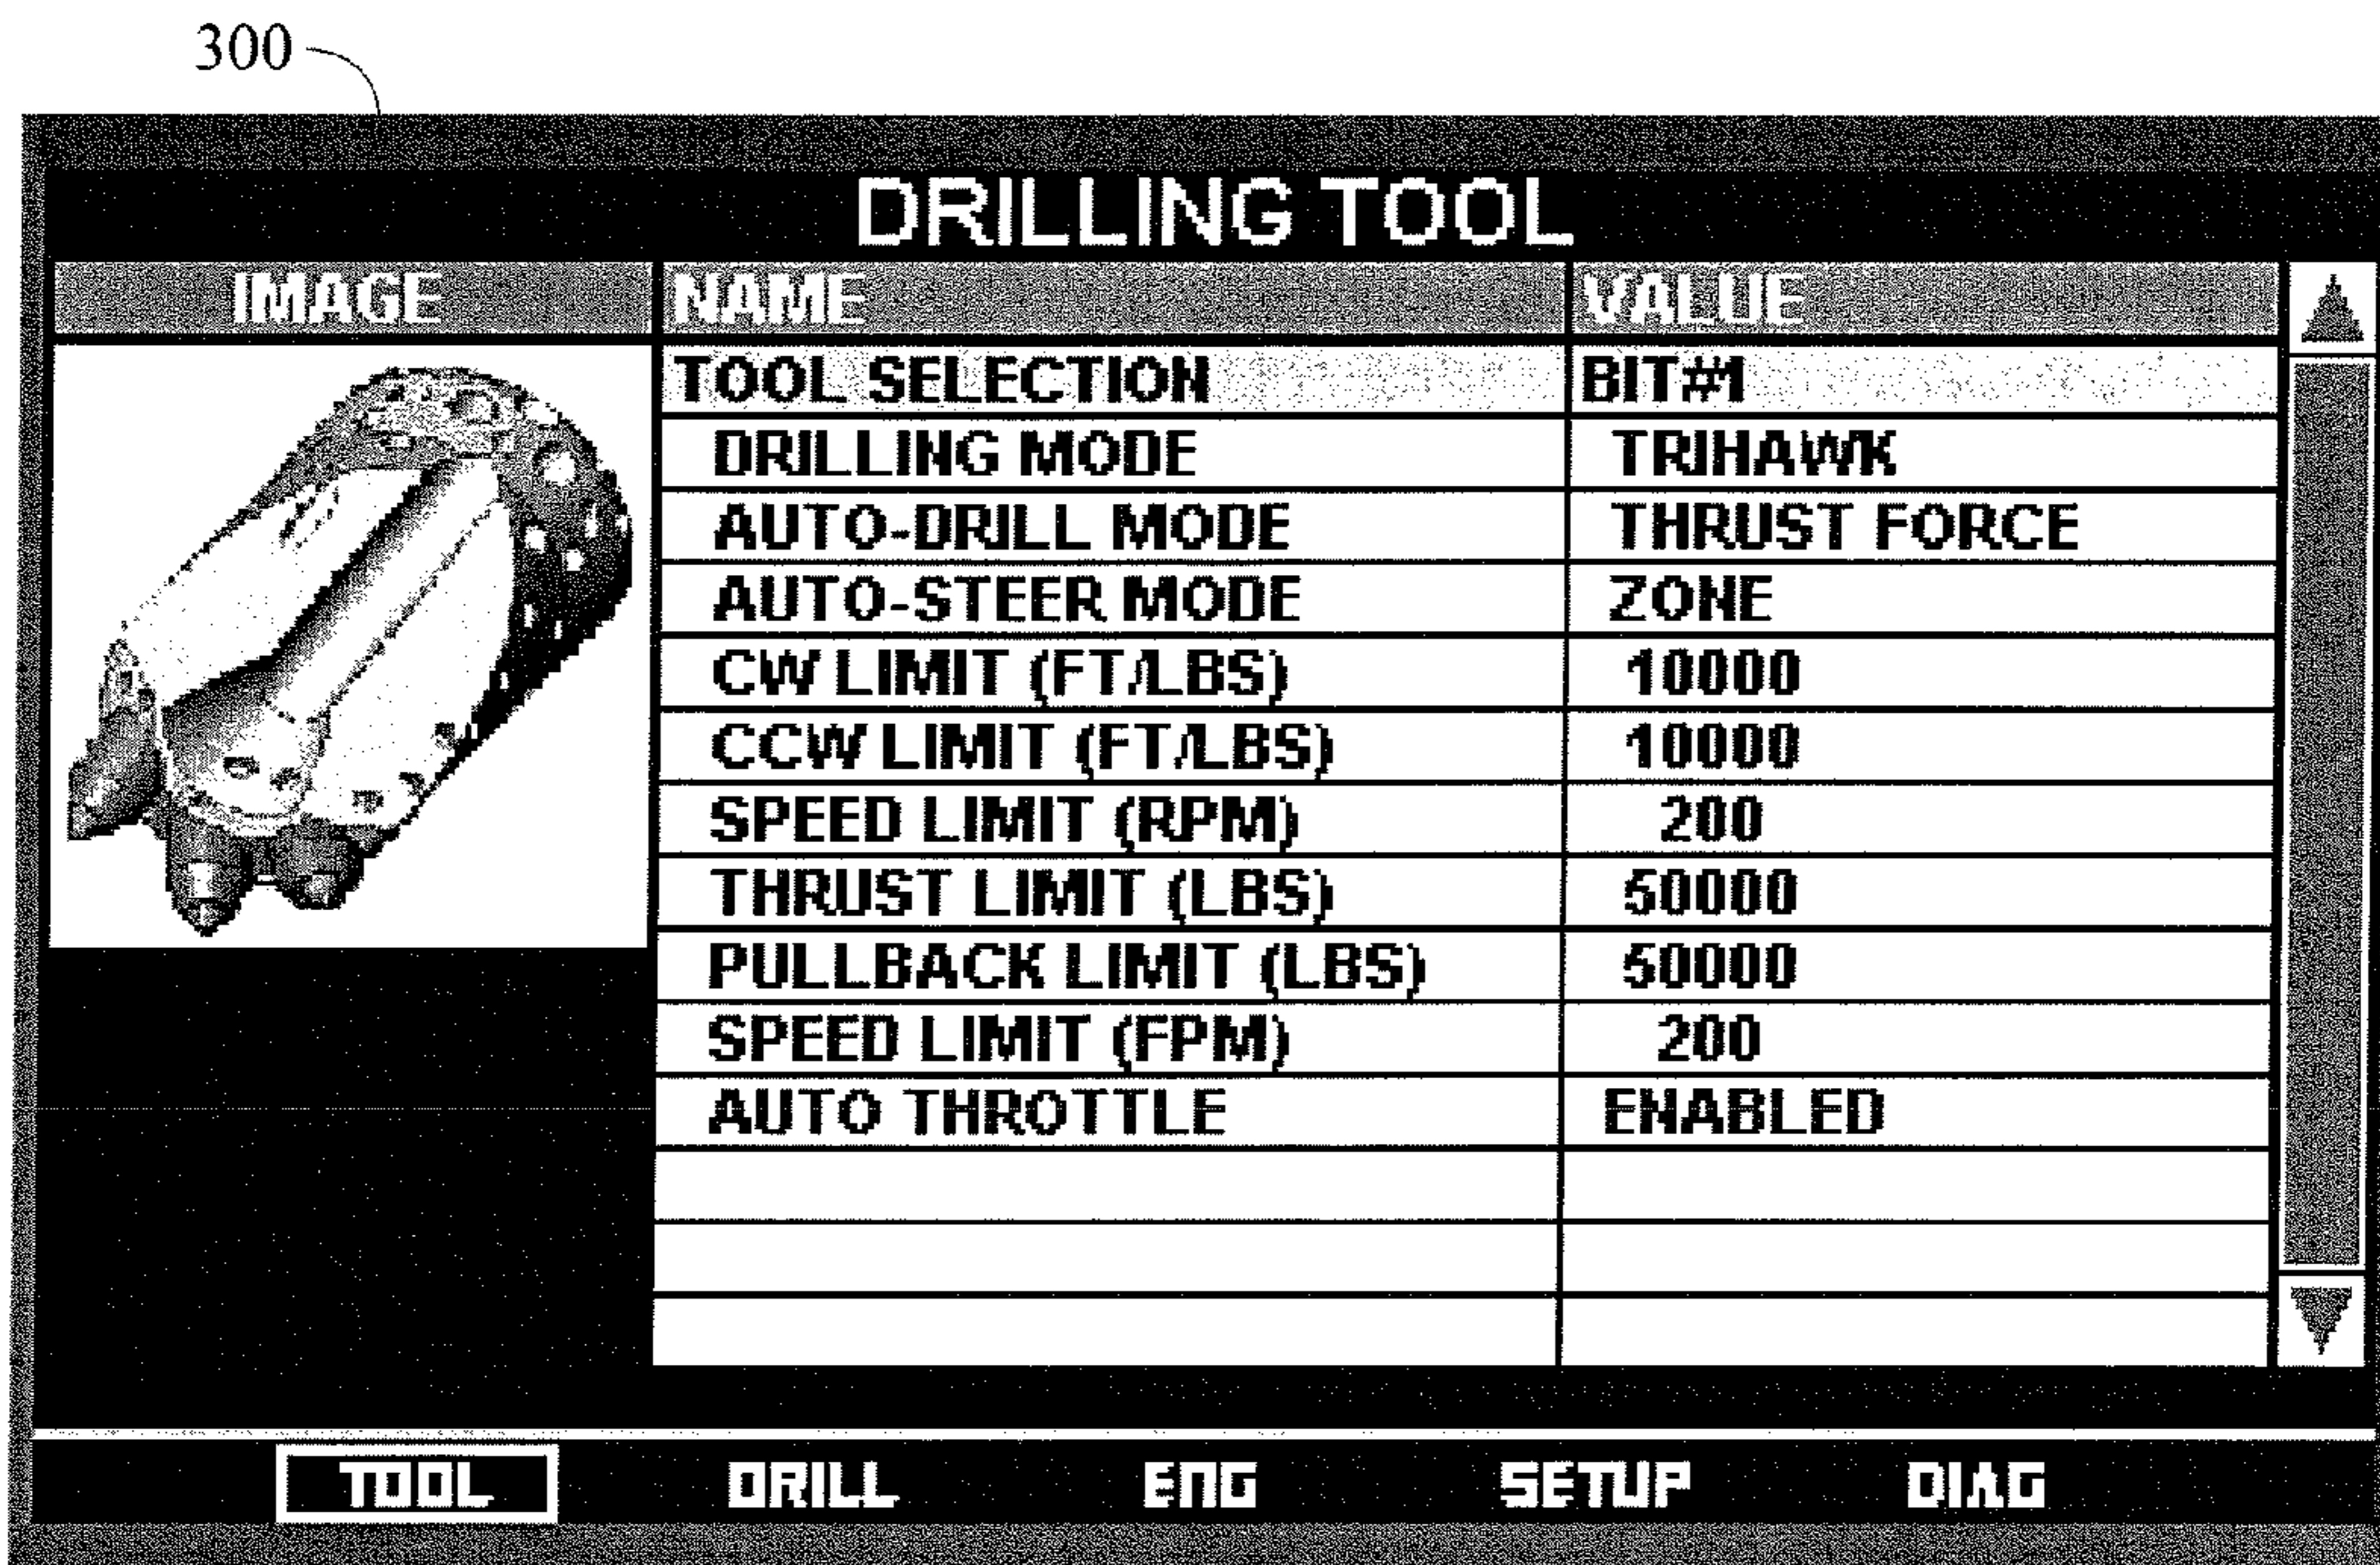 300
DRILLING TOOL
IMAGE NAME VALUE
TOOL SELECTION BIT#1
DRILLING MODE TRIHAWK
AUTO-DRILL MODE THRUST FORCE
AUTO-STEER MODE ZONE
CW LIMIT (FT/LBS) 10000
CCW LIMIT (FT/LBS) 10000
SPEED LIMIT (RPM) 200
THRUST LIMIT (LBS) 50000
PULLBACK LIMIT (LBS) 50000
SPEED LIMIT (FPM) 200
AUTO THROTTLE ENABLED
TOOL DRILL ENG SETUP DIAG